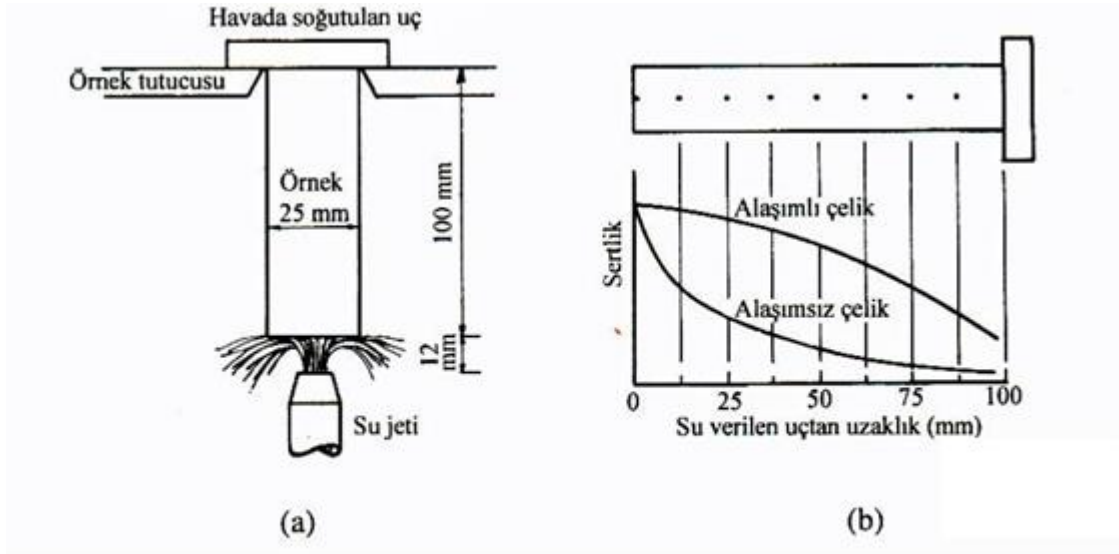 Havada soğutulan uç
Örnek tutucusu
Örnek
25 mm
100 mm
12
mm
Su jeti
(a)
Sertlik
Alaşımlı çelik
Alaşımsız çelik
0
25
50
75
100
Su verilen uçtan uzaklık (mm)
(b)